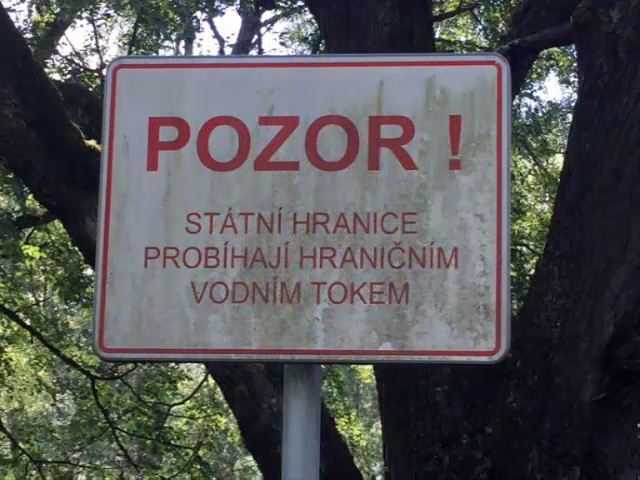 POZOR !
STÁTNÍ HRANICE
PROBÍHAJÍ HRANIČNÍM
VODNÍM TOKEM